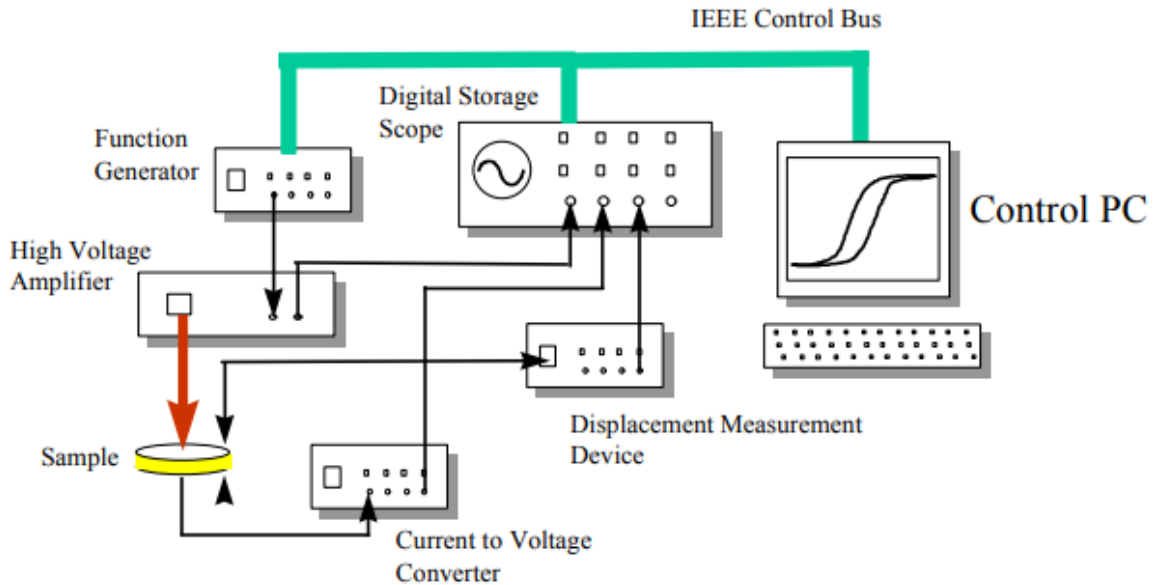 IEEE Control Bus
Digital Storage
Scope
Function
Generator
Control PC
High Voltage
Amplifier
Displacement Measurement
Device
Sample
Current to Voltage
Converter